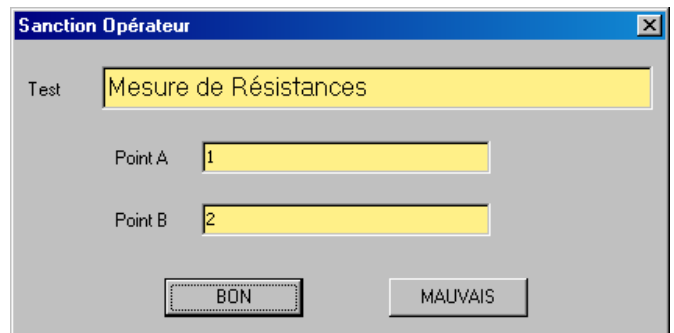 Sanction Opérateur
Test Mesure de Résistances
Point A 1
Point B 2
BON MAUVAIS